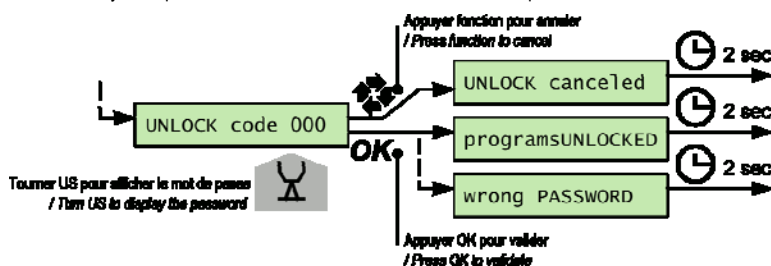 Appuyer fonction pour annuler
/ Press function to cancel
2 sec
UNLOCK canceled
2 sec
UNLOCK code 000
programsUNLOCKED
OK
2 sec
Tourner US pour afficher le mot de passe
/ Turn US to display the password
wrong PASSWORD
Appuyer OK pour valider
/ Press OK to validate